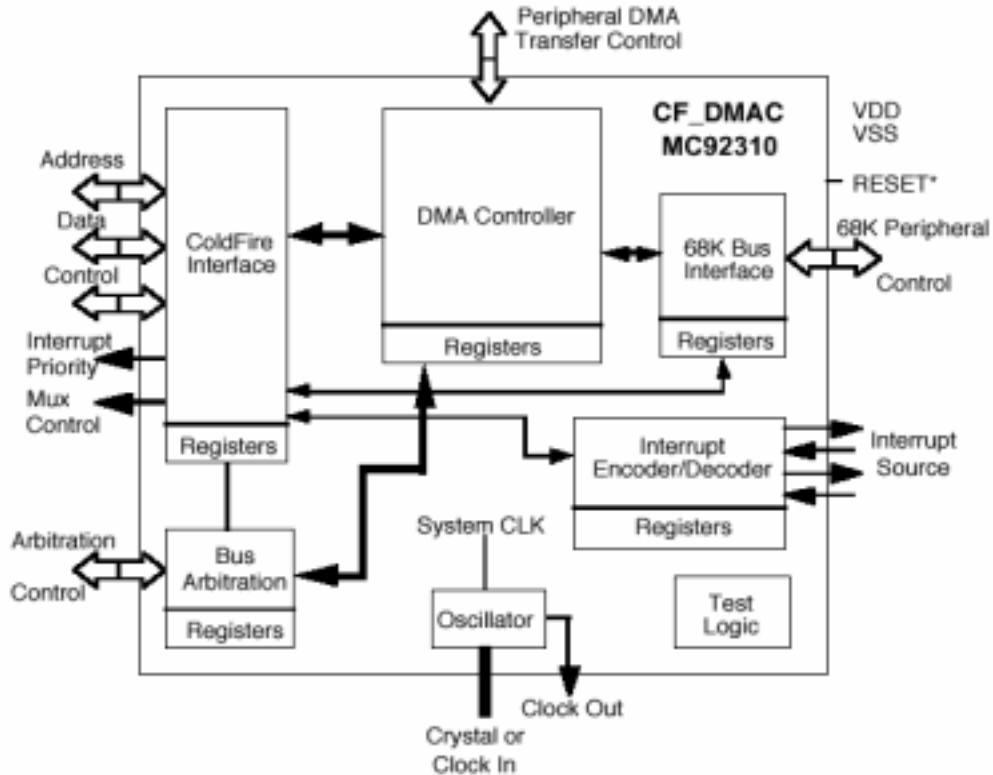 Peripheral DMA
Transfer Control
CF_DMAC
MC92310
VDD
VSS
RESET*
Address
Data
Control
ColdFire
Interface
Registers
DMA Controller
Registers
68K Bus
Interface
Registers
68K Peripheral
Control
Interrupt
Priority
Mux
Control
Interrupt
Encoder/Decoder
Registers
Interrupt
Source
Arbitration
Control
Bus
Arbitration
Registers
System CLK
Oscillator
Test
Logic
Clock Out
Crystal or
Clock In